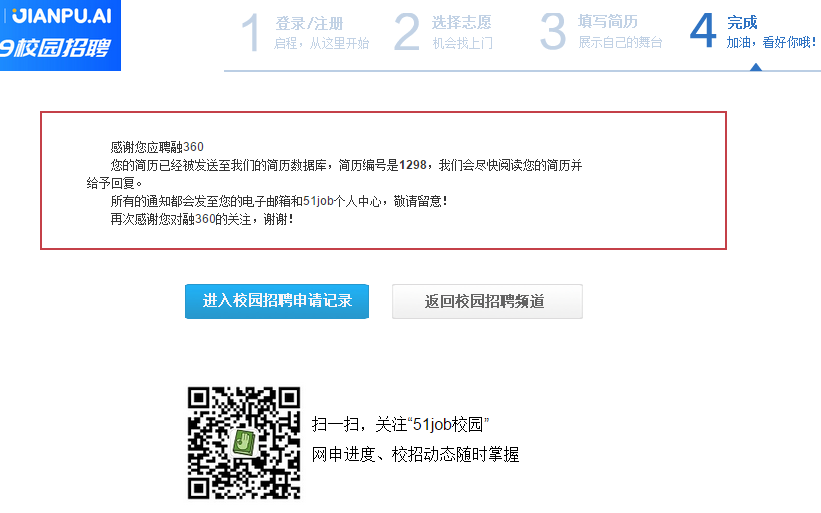 JIANPU.AI
9校园招聘
1 登录/注册
启程，从这里开始
2 选择志愿
机会找上门
3 填写简历
展示自己的舞台
4 完成
加油，看好你哦！
感谢您应聘融360
您的简历已经被发送至我们的简历数据库，简历编号是1298，我们会尽快阅读您的简历并
给予回复。
所有的通知都会发至您的电子邮箱和51job个人中心，敬请留意！
再次感谢您对融360的关注，谢谢！
进入校园招聘申请记录
返回校园招聘频道
扫一扫，关注“51job校园”
网申进度、校招动态随时掌握